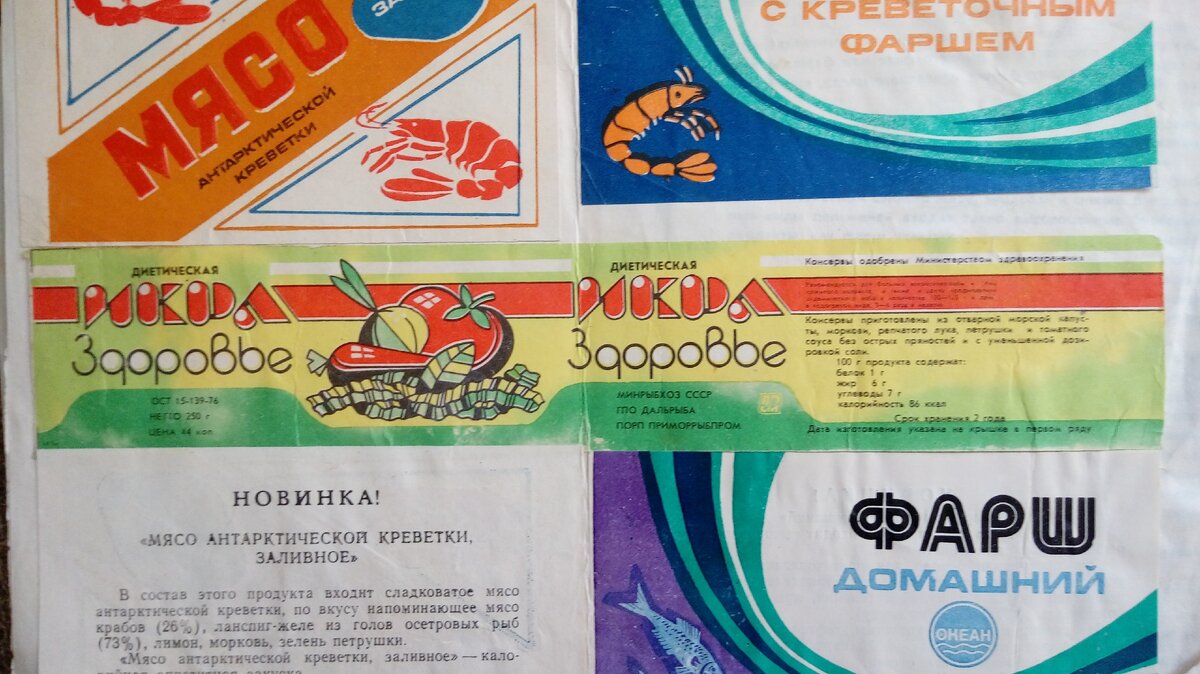 ЗА
МЯСО
АНТАРКТИЧЕСКОЙ
КРЕВЕТКИ
С КРЕВЕТОЧНЫМ
ФАРШЕМ
ДИЕТИЧЕСКАЯ
ИКРА
Здоровье
ОСТ 15-139-76
НЕТТО 250 г
ЦЕНА 44 коп
ДИЕТИЧЕСКАЯ
ИКРА
Здоровье
МИНРЫБХОЗ СССР
ГПО ДАЛЬРЫБА
ПОРП ПРИМОРРЫБПРОМ
Консервы одобрены Министерством здравоохранения
Консервы приготовлены из отварной морской капус-
ты, моркови, репчатого лука, петрушки и томатного
соуса без острых пряностей и с уменьшенной дози-
ровкой соли.
100 г продукта содержат:
белок 1 г
жир 6 г
углеводы 7 г
калорийность 86 ккал
Срок хранения 2 года
Дата изготовления указана на крышке в первом ряду
НОВИНКА!
«МЯСО АНТАРКТИЧЕСКОЙ КРЕВЕТКИ,
ЗАЛИВНОЕ»
В состав этого продукта входит сладковатое мясо
антарктической креветки, по вкусу напоминающее мясо
крабов (26%), ланспиг-желе из голов осетровых рыб
(73%), лимон, морковь, зелень петрушки.
«Мясо антарктической креветки, заливное» — кало-
ФАРШ
ДОМАШНИЙ
ОКЕАН